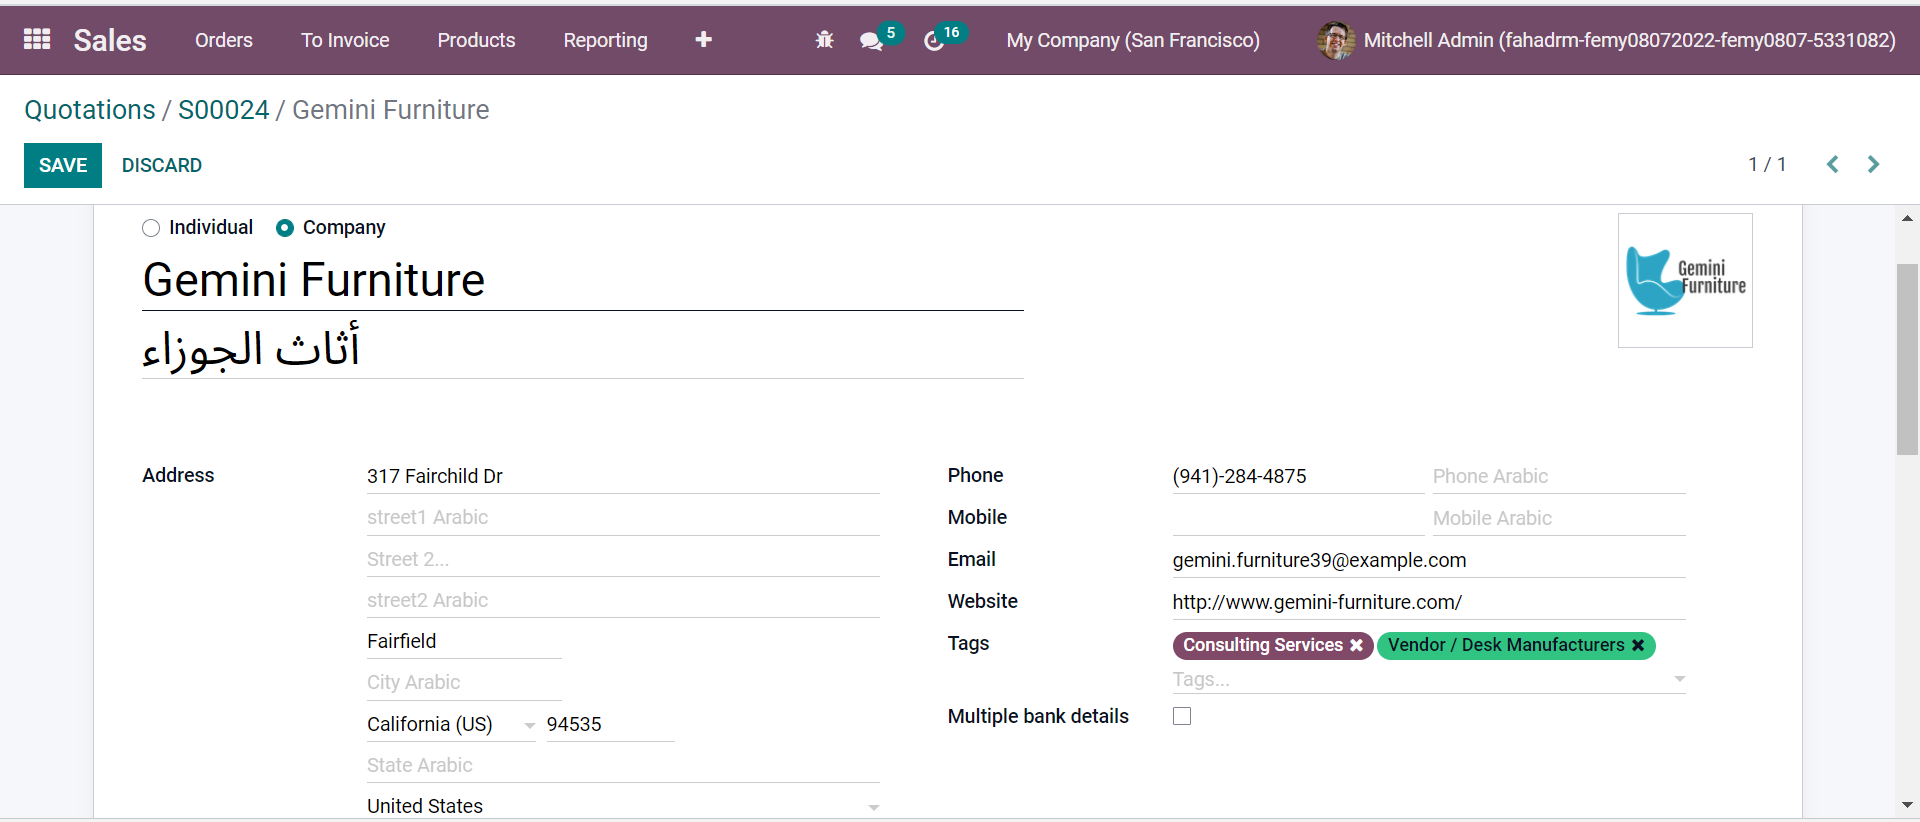 Sales Orders To Invoice Products Reporting 5 16 My Company (San Francisco) Mitchell Admin (fahadrm-femy08072022-femy0807-5331082)
Quotations / S00024 / Gemini Furniture
SAVE DISCARD 1 / 1
Individual Company
Gemini Furniture
أثاث الجوزاء
Gemini
Furniture
Address 317 Fairchild Dr
street1 Arabic
Street 2...
street2 Arabic
Fairfield
City Arabic
California (US) 94535
State Arabic
United States
Phone (941)-284-4875 Phone Arabic
Mobile Mobile Arabic
Email gemini.furniture39@example.com
Website http://www.gemini-furniture.com/
Tags Consulting Services Vendor / Desk Manufacturers
Tags...
Multiple bank details